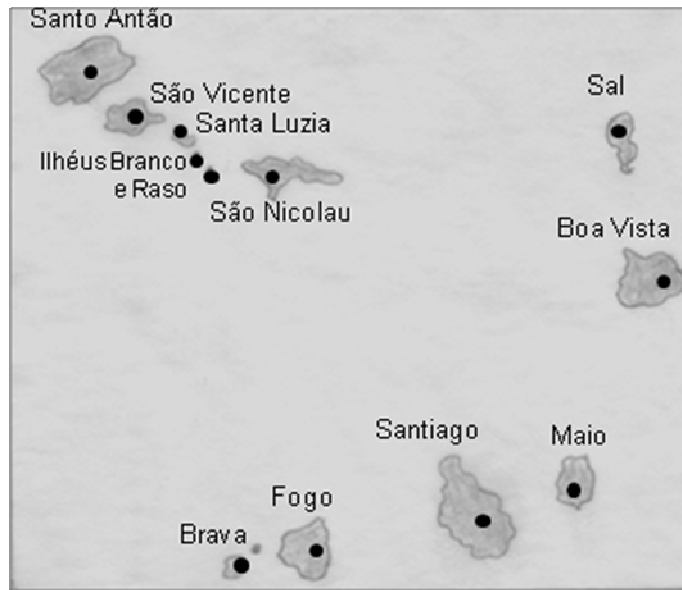 Santo Antão
São Vicente
Santa Luzia
Sal
Ilhéus Branco
e Raso
São Nicolau
Boa Vista
Santiago
Maio
Fogo
Brava